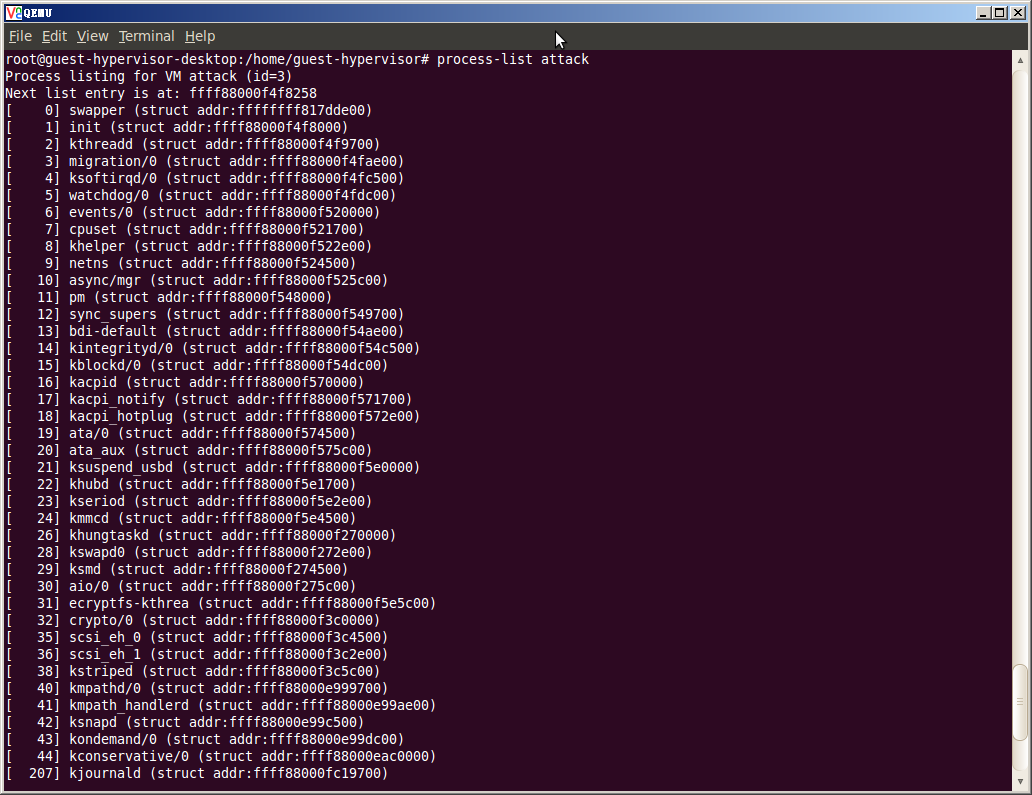 QEMU
File Edit View Terminal Help
root@guest-hypervisor-desktop:/home/guest-hypervisor# process-list attack
Process listing for VM attack (id=3)
Next list entry is at: ffff88000f4f8258
[    0] swapper (struct addr:ffffffff817dde00)
[    1] init (struct addr:ffff88000f4f8000)
[    2] kthreadd (struct addr:ffff88000f4f9700)
[    3] migration/0 (struct addr:ffff88000f4fae00)
[    4] ksoftirqd/0 (struct addr:ffff88000f4fc500)
[    5] watchdog/0 (struct addr:ffff88000f4fdc00)
[    6] events/0 (struct addr:ffff88000f520000)
[    7] cpuset (struct addr:ffff88000f521700)
[    8] khelper (struct addr:ffff88000f522e00)
[    9] netns (struct addr:ffff88000f524500)
[   10] async/mgr (struct addr:ffff88000f525c00)
[   11] pm (struct addr:ffff88000f548000)
[   12] sync_supers (struct addr:ffff88000f549700)
[   13] bdi-default (struct addr:ffff88000f54ae00)
[   14] kintegrityd/0 (struct addr:ffff88000f54c500)
[   15] kblockd/0 (struct addr:ffff88000f54dc00)
[   16] kacpid (struct addr:ffff88000f570000)
[   17] kacpi_notify (struct addr:ffff88000f571700)
[   18] kacpi_hotplug (struct addr:ffff88000f572e00)
[   19] ata/0 (struct addr:ffff88000f574500)
[   20] ata_aux (struct addr:ffff88000f575c00)
[   21] ksuspend_usbd (struct addr:ffff88000f5e0000)
[   22] khubd (struct addr:ffff88000f5e1700)
[   23] kseriod (struct addr:ffff88000f5e2e00)
[   24] kmmcd (struct addr:ffff88000f5e4500)
[   26] khungtaskd (struct addr:ffff88000f270000)
[   28] kswapd0 (struct addr:ffff88000f272e00)
[   29] ksmd (struct addr:ffff88000f274500)
[   30] aio/0 (struct addr:ffff88000f275c00)
[   31] ecryptfs-kthrea (struct addr:ffff88000f5e5c00)
[   32] crypto/0 (struct addr:ffff88000f3c0000)
[   35] scsi_eh_0 (struct addr:ffff88000f3c4500)
[   36] scsi_eh_1 (struct addr:ffff88000f3c2e00)
[   38] kstriped (struct addr:ffff88000f3c5c00)
[   40] kmpathd/0 (struct addr:ffff88000e999700)
[   41] kmpath_handlerd (struct addr:ffff88000e99ae00)
[   42] ksnapd (struct addr:ffff88000e99c500)
[   43] kondemand/0 (struct addr:ffff88000e99dc00)
[   44] kconservative/0 (struct addr:ffff88000eac0000)
[  207] kjournald (struct addr:ffff88000fc19700)